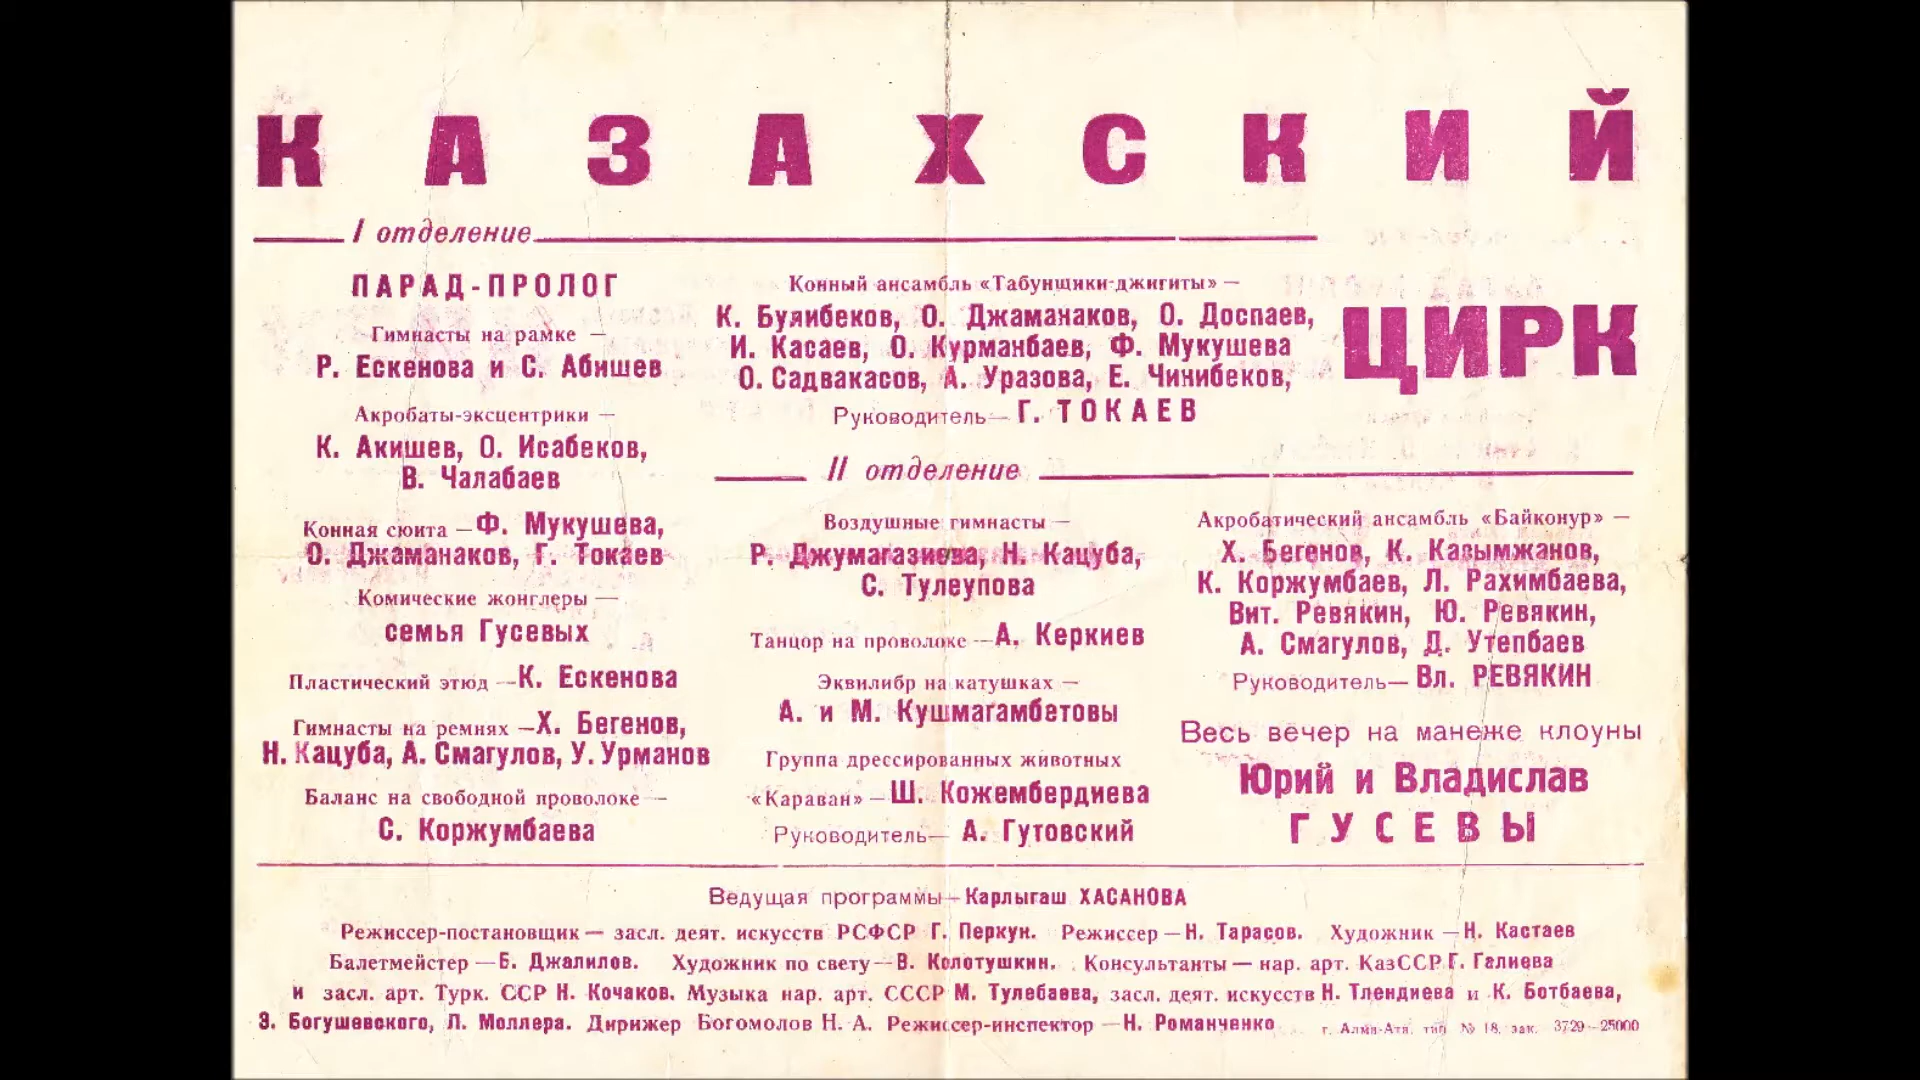 КАЗАХСКИЙ
ЦИРК
I отделение
ПАРАД-ПРОЛОГ
Гимнасты на рамке —
Р. Ескенова и С. Абишев
Акробаты-эксцентрики —
К. Акишев, О. Исабеков,
В. Чалабаев
Конная сюита — Ф. Мукушева,
О. Джаманаков, Г. Токаев
Комические жонглеры —
семья Гусевых
Пластический этюд — К. Ескенова
Гимнасты на ремнях — Х. Бегенов,
Н. Кацуба, А. Смагулов, У. Урманов
Баланс на свободной проволоке —
С. Коржумбаева
Конный ансамбль «Табунщики-джигиты» —
К. Булибеков, О. Джаманаков, О. Доспаев,
И. Касаев, О. Курманбаев, Ф. Мукушева
О. Садвакасов, А. Уразова, Е. Чинибеков,
Руководитель — Г. ТОКАЕВ
II отделение
Воздушные гимнасты —
Р. Джумагазиева, Н. Кацуба,
С. Тулеупова
Танцор на проволоке — А. Керкиев
Эквилибр на катушках —
А. и М. Кушмагамбетовы
Группа дрессированных животных
«Караван» — Ш. Кожембердиева
Руководитель — А. Гутовский
Акробатический ансамбль «Байконур» —
Х. Бегенов, К. Казымжанов,
К. Коржумбаев, Л. Рахимбаева,
Вит. Ревякин, Ю. Ревякин,
А. Смагулов, Д. Утепбаев
Руководитель — Вл. РЕВЯКИН
Весь вечер на манеже клоуны
Юрий и Владислав
ГУСЕВЫ
Ведущая программы — Карлыгаш ХАСАНОВА
Режиссер-постановщик — засл. деят. искусств РСФСР Г. Перкун. Режиссер — Н. Тарасов. Художник — Н. Кастаев
Балетмейстер — Б. Джалилов. Художник по свету — В. Колотушкин. Консультанты — нар. арт. КазССР Г. Галиева
и засл. арт. Турк. ССР Н. Кочаков. Музыка нар. арт. СССР М. Тулебаева, засл. деят. искусств Н. Тлендиева и К. Ботбаева,
Э. Богушевского, Л. Моллера. Дирижер Богомолов Н. А. Режиссер-инспектор — Н. Романченко
г. Алма-Ата, тип. № 18, зак. 3729—25000